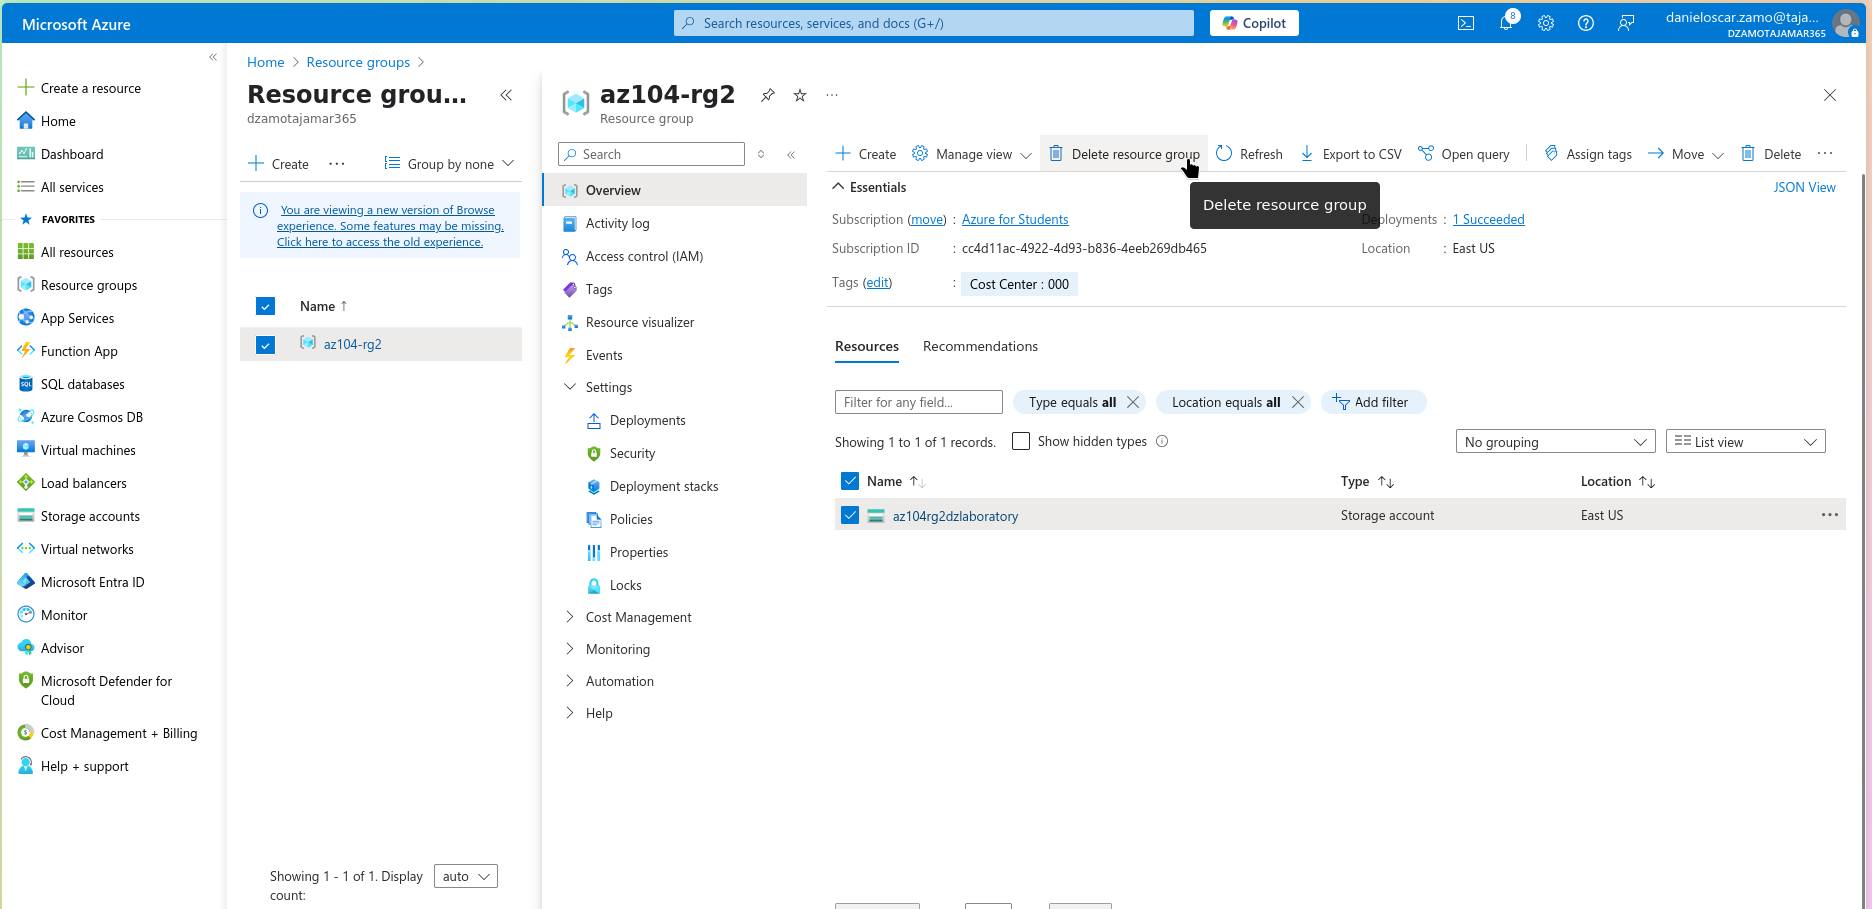 Microsoft Azure
Search resources, services, and docs (G+/)
Copilot
8
danieloscar.zamo@taja...
DZAMOTAJAMAR365
Create a resource
Home
Dashboard
All services
FAVORITES
All resources
Resource groups
App Services
Function App
SQL databases
Azure Cosmos DB
Virtual machines
Load balancers
Storage accounts
Virtual networks
Microsoft Entra ID
Monitor
Advisor
Microsoft Defender for
Cloud
Cost Management + Billing
Help + support
Home > Resource groups >
Resource grou...
dzamotajamar365
Create
Group by none
You are viewing a new version of Browse
experience. Some features may be missing.
Click here to access the old experience.
Name ↑
az104-rg2
Showing 1 - 1 of 1. Display
count:
auto
az104-rg2
Resource group
Search
Overview
Activity log
Access control (IAM)
Tags
Resource visualizer
Events
Settings
Deployments
Security
Deployment stacks
Policies
Properties
Locks
Cost Management
Monitoring
Automation
Help
Create
Manage view
Delete resource group
Refresh
Export to CSV
Open query
Assign tags
Move
Delete
Essentials
JSON View
Delete resource group
Subscription (move) : Azure for Students
Deployments : 1 Succeeded
Subscription ID : cc4d11ac-4922-4d93-b836-4eeb269db465
Location : East US
Tags (edit) : Cost Center : 000
Resources
Recommendations
Filter for any field...
Type equals all
Location equals all
Add filter
Showing 1 to 1 of 1 records.
Show hidden types
No grouping
List view
Name ↑↓
Type ↑↓
Location ↑↓
az104rg2dzlaboratory
Storage account
East US